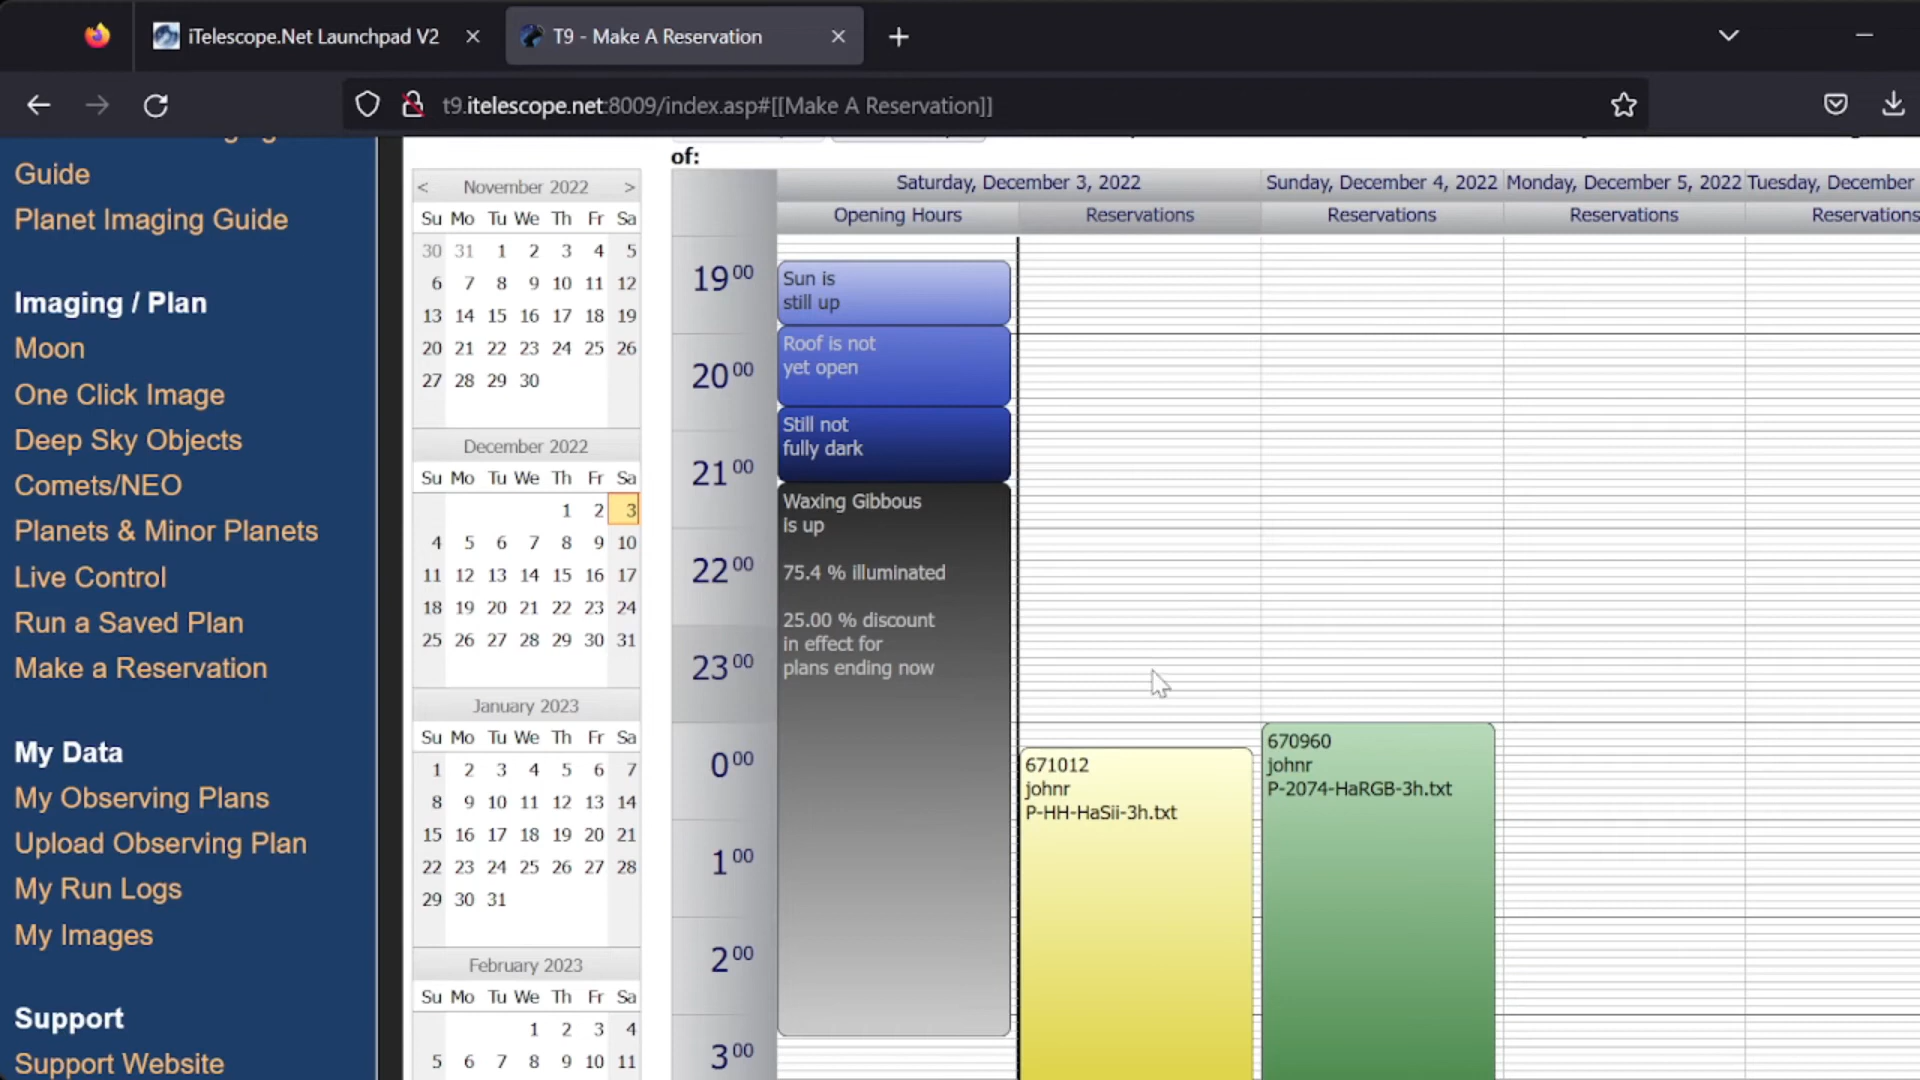 iTelescope.Net Launchpad V2
T9 - Make A Reservation
t9.itelescope.net:8009/index.asp#[[Make A Reservation]]
Guide
Planet Imaging Guide
Imaging / Plan
Moon
One Click Image
Deep Sky Objects
Comets/NEO
Planets & Minor Planets
Live Control
Run a Saved Plan
Make a Reservation
My Data
My Observing Plans
Upload Observing Plan
My Run Logs
My Images
Support
Support Website
< November 2022 >
Su Mo Tu We Th Fr Sa
30 31 1 2 3 4 5
6 7 8 9 10 11 12
13 14 15 16 17 18 19
20 21 22 23 24 25 26
27 28 29 30
December 2022
Su Mo Tu We Th Fr Sa
1 2 3
4 5 6 7 8 9 10
11 12 13 14 15 16 17
18 19 20 21 22 23 24
25 26 27 28 29 30 31
January 2023
Su Mo Tu We Th Fr Sa
1 2 3 4 5 6 7
8 9 10 11 12 13 14
15 16 17 18 19 20 21
22 23 24 25 26 27 28
29 30 31
February 2023
Su Mo Tu We Th Fr Sa
1 2 3 4
5 6 7 8 9 10 11
of:
Saturday, December 3, 2022 Sunday, December 4, 2022 Monday, December 5, 2022 Tuesday, December
Opening Hours Reservations Reservations Reservations Reservations
19 00
20 00
21 00
22 00
23 00
0 00
1 00
2 00
3 00
Sun is
still up
Roof is not
yet open
Still not
fully dark
Waxing Gibbous
is up
75.4 % illuminated
25.00 % discount
in effect for
plans ending now
671012
johnr
P-HH-HaSii-3h.txt
670960
johnr
P-2074-HaRGB-3h.txt